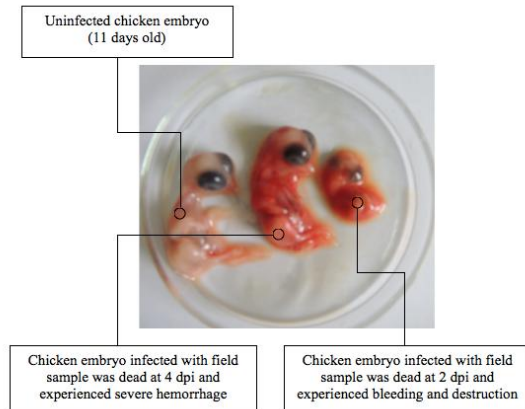 Uninfected chicken embryo
(11 days old)
Chicken embryo infected with field
sample was dead at 4 dpi and
experienced severe hemorrhage
Chicken embryo infected with field
sample was dead at 2 dpi and
experienced bleeding and destruction